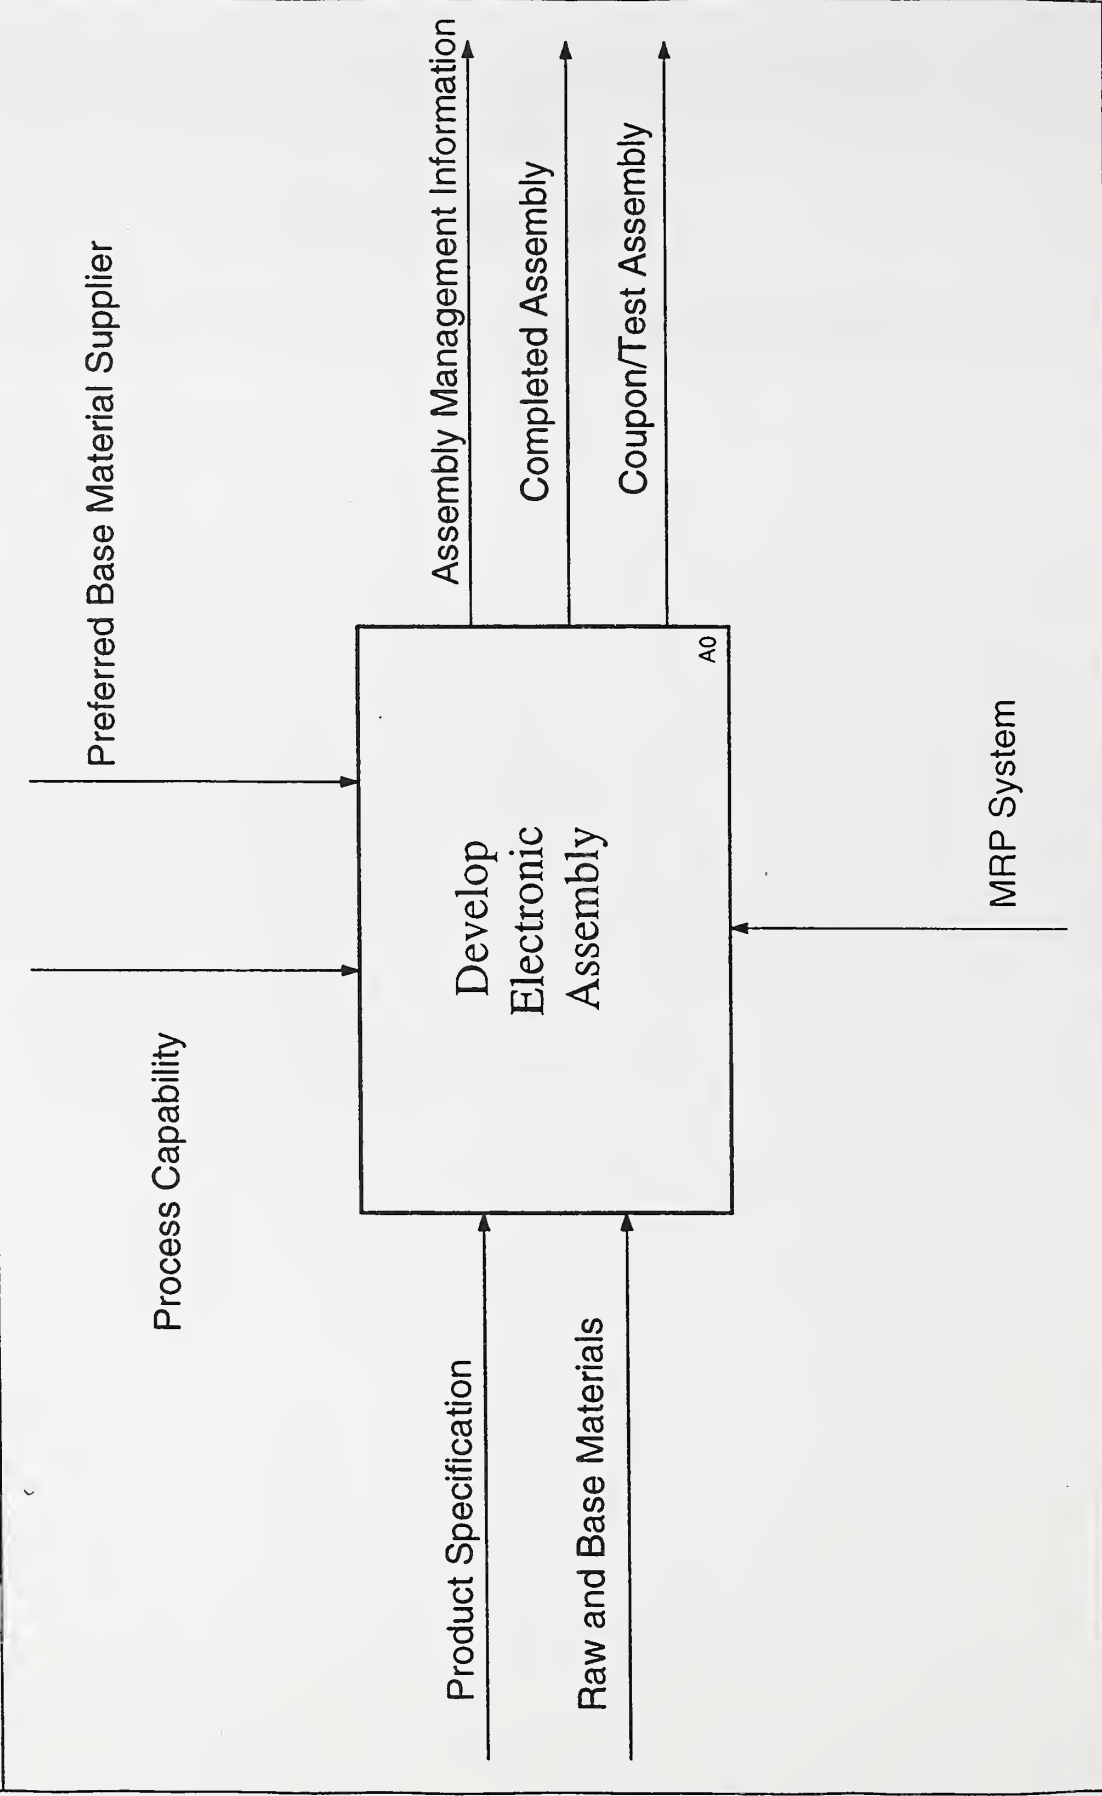 Preferred Base Material Supplier
Process Capability
Product Specification
Raw and Base Materials
Develop
Electronic
Assembly
A0
Assembly Management Information
Completed Assembly
Coupon/Test Assembly
MRP System